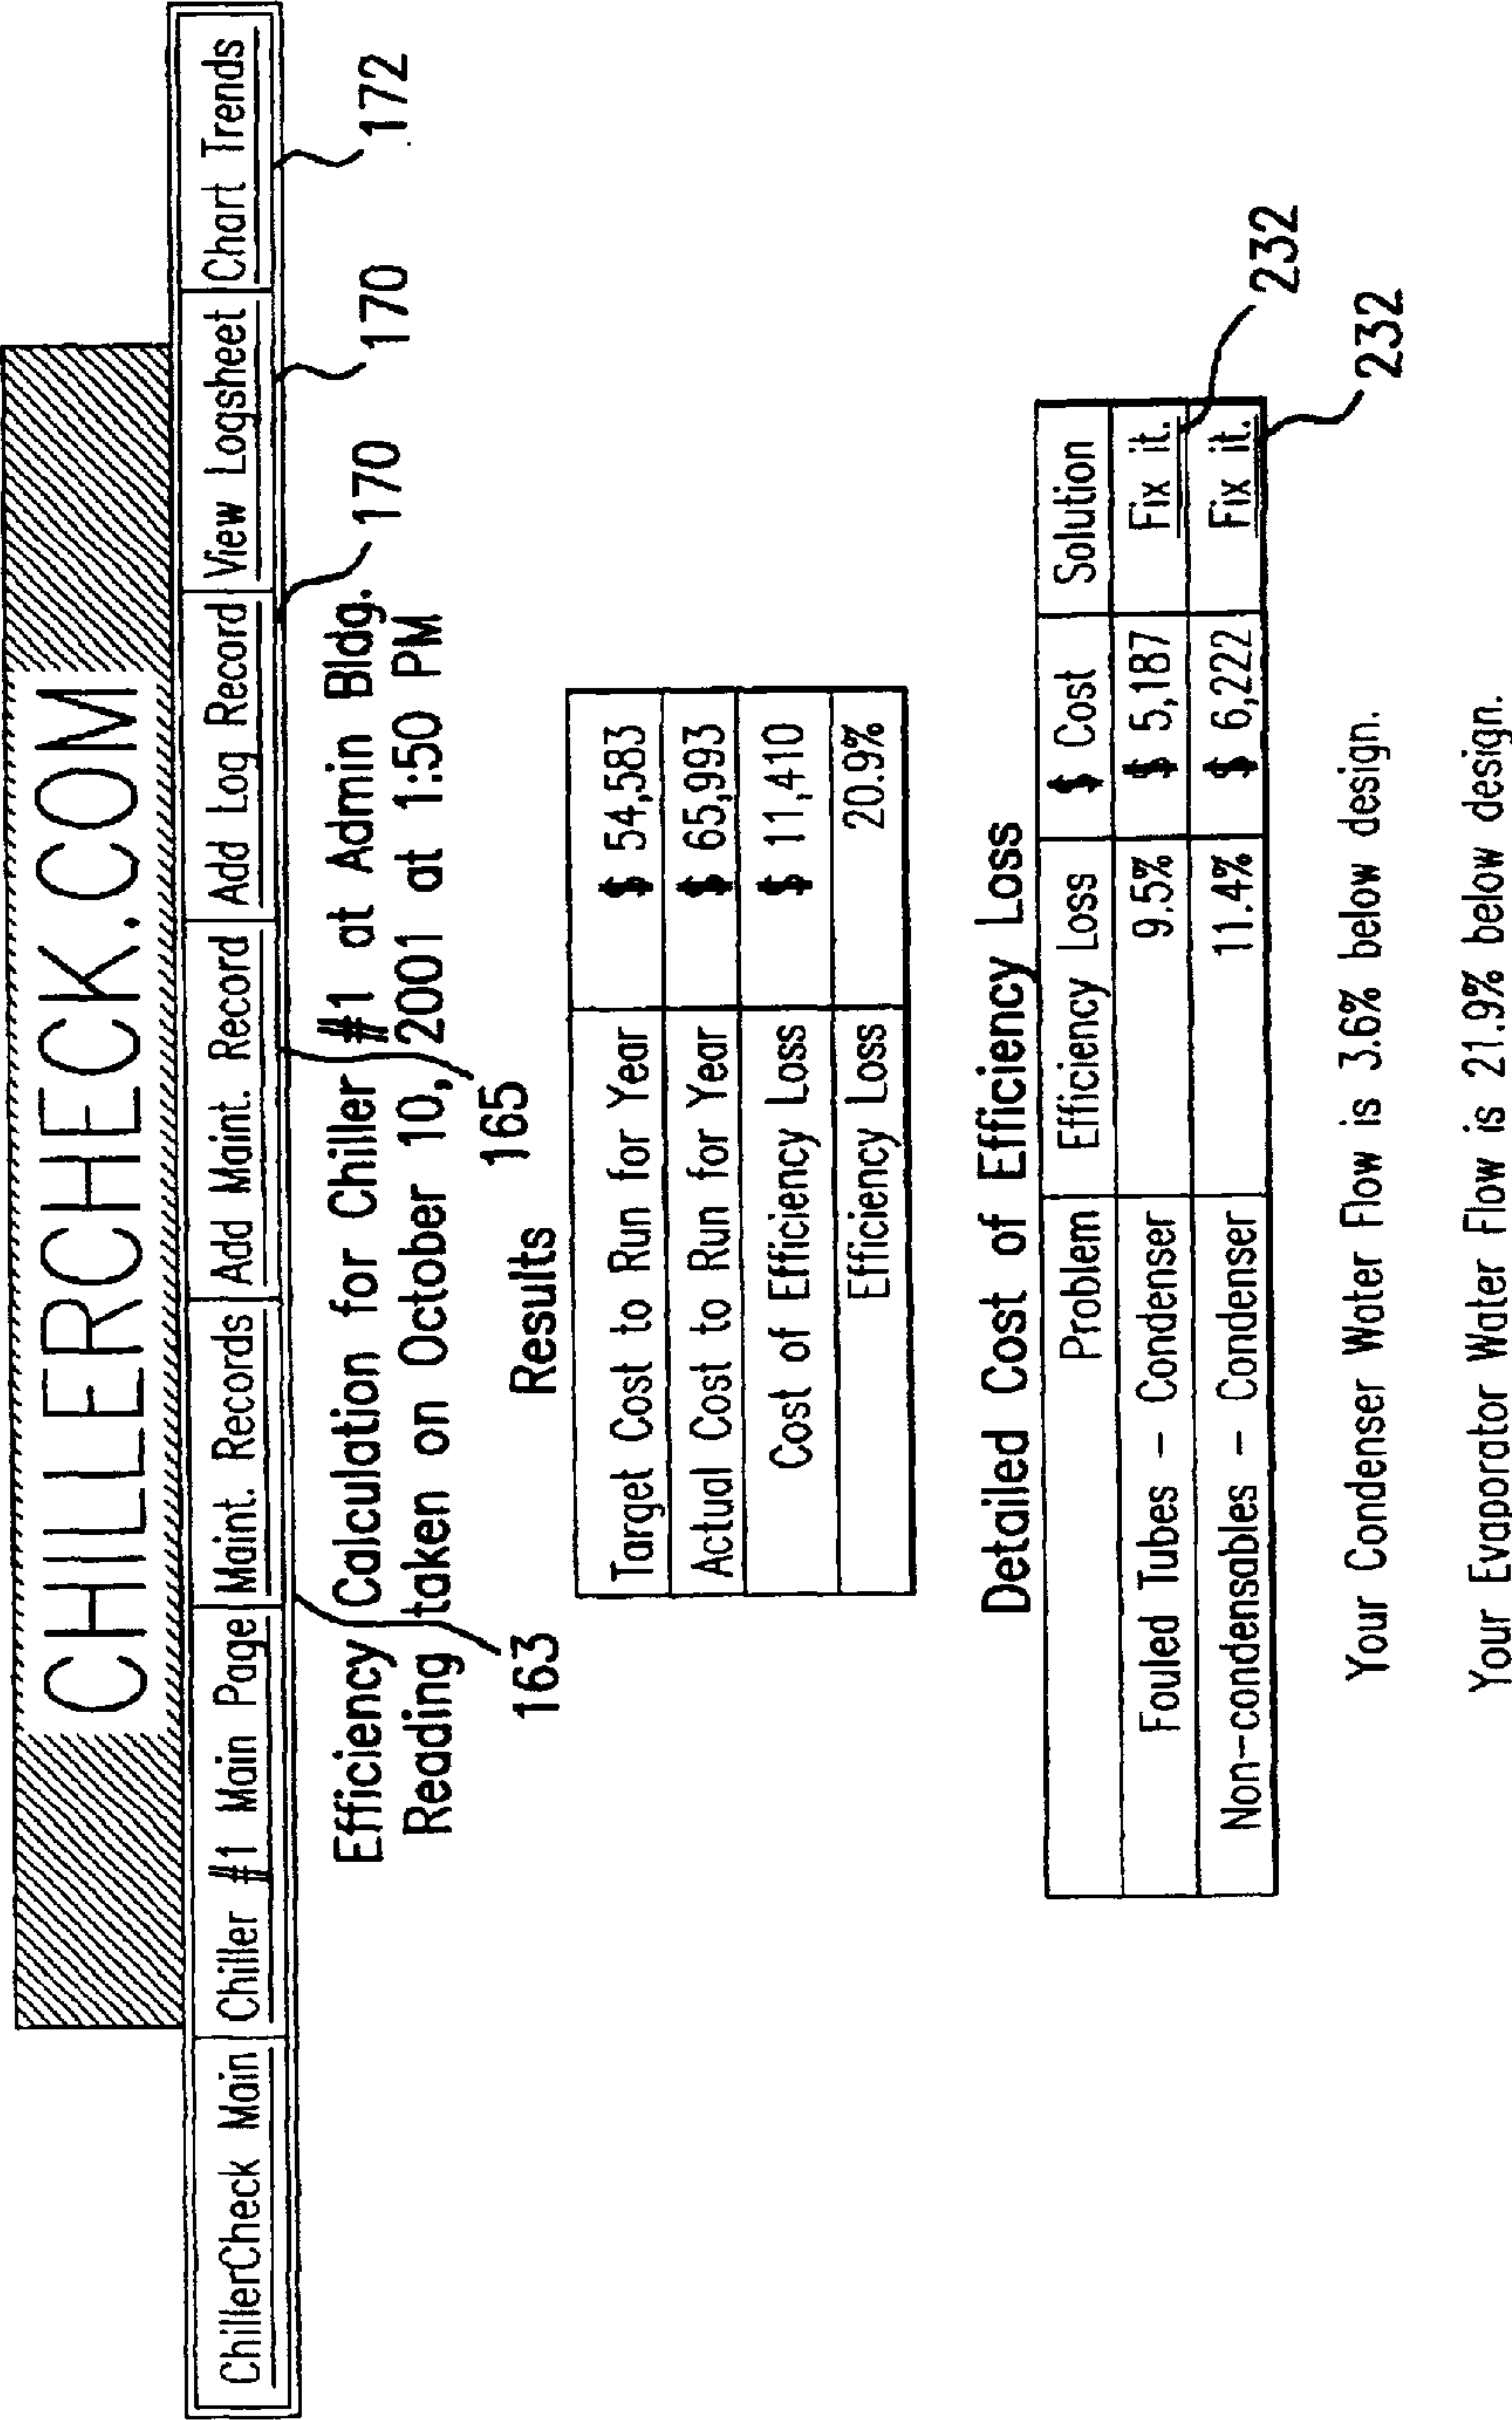 CHILLERCHECK.COM
ChillerCheck Main Chiller #1 Main Page Maint. Records Add Maint. Record Add Log Record View Logsheet Chart Trends
163 165 170 170 172
Efficiency Calculation for Chiller #1 at Admin Bldg.
Reading taken on October 10, 2001 at 1:50 PM
Results
Target Cost to Run for Year $ 54,583
Actual Cost to Run for Year $ 65,993
Cost of Efficiency Loss $ 11,410
Efficiency Loss 20.9%
Detailed Cost of Efficiency Loss
Problem Efficiency Loss $ Cost Solution
Fouled Tubes - Condenser 9.5% $ 5,187 Fix it.
232
Non-condensables - Condenser 11.4% $ 6,222 Fix it.
232
Your Condenser Water Flow is 3.6% below design.
Your Evaporator Water Flow is 21.9% below design.